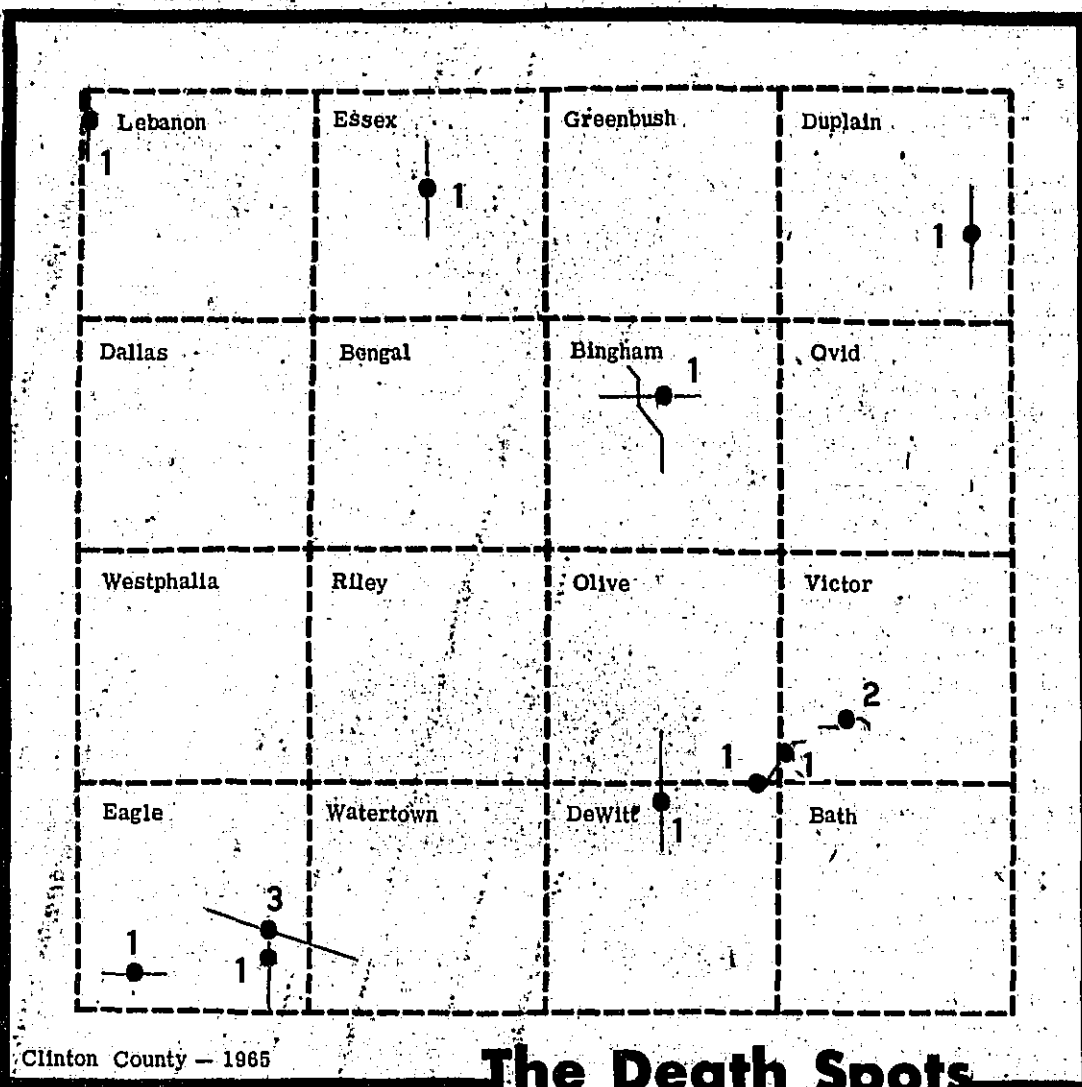 Lebanon Essex Greenbush Duplain
1
1
1
Dallas Bengal Bingham Ovid
1
Westphalia Riley Olive Victor
2
1
1
Eagle Watertown DeWitt Bath
1
3
1
1
Clinton County — 1965
The Death Spots